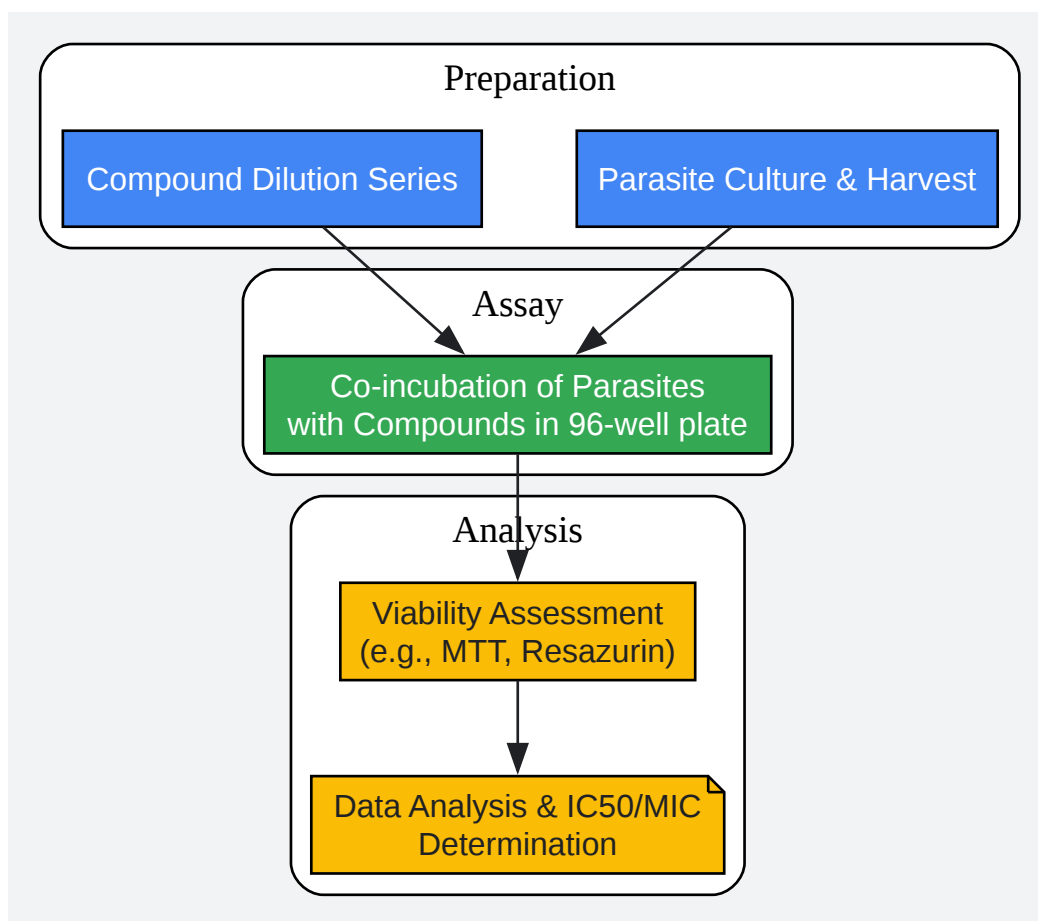 Preparation
Compound Dilution Series
Parasite Culture & Harvest
Assay
Co-incubation of Parasites
with Compounds in 96-well plate
Analysis
Viability Assessment
(e.g., MTT, Resazurin)
Data Analysis & IC50/MIC
Determination